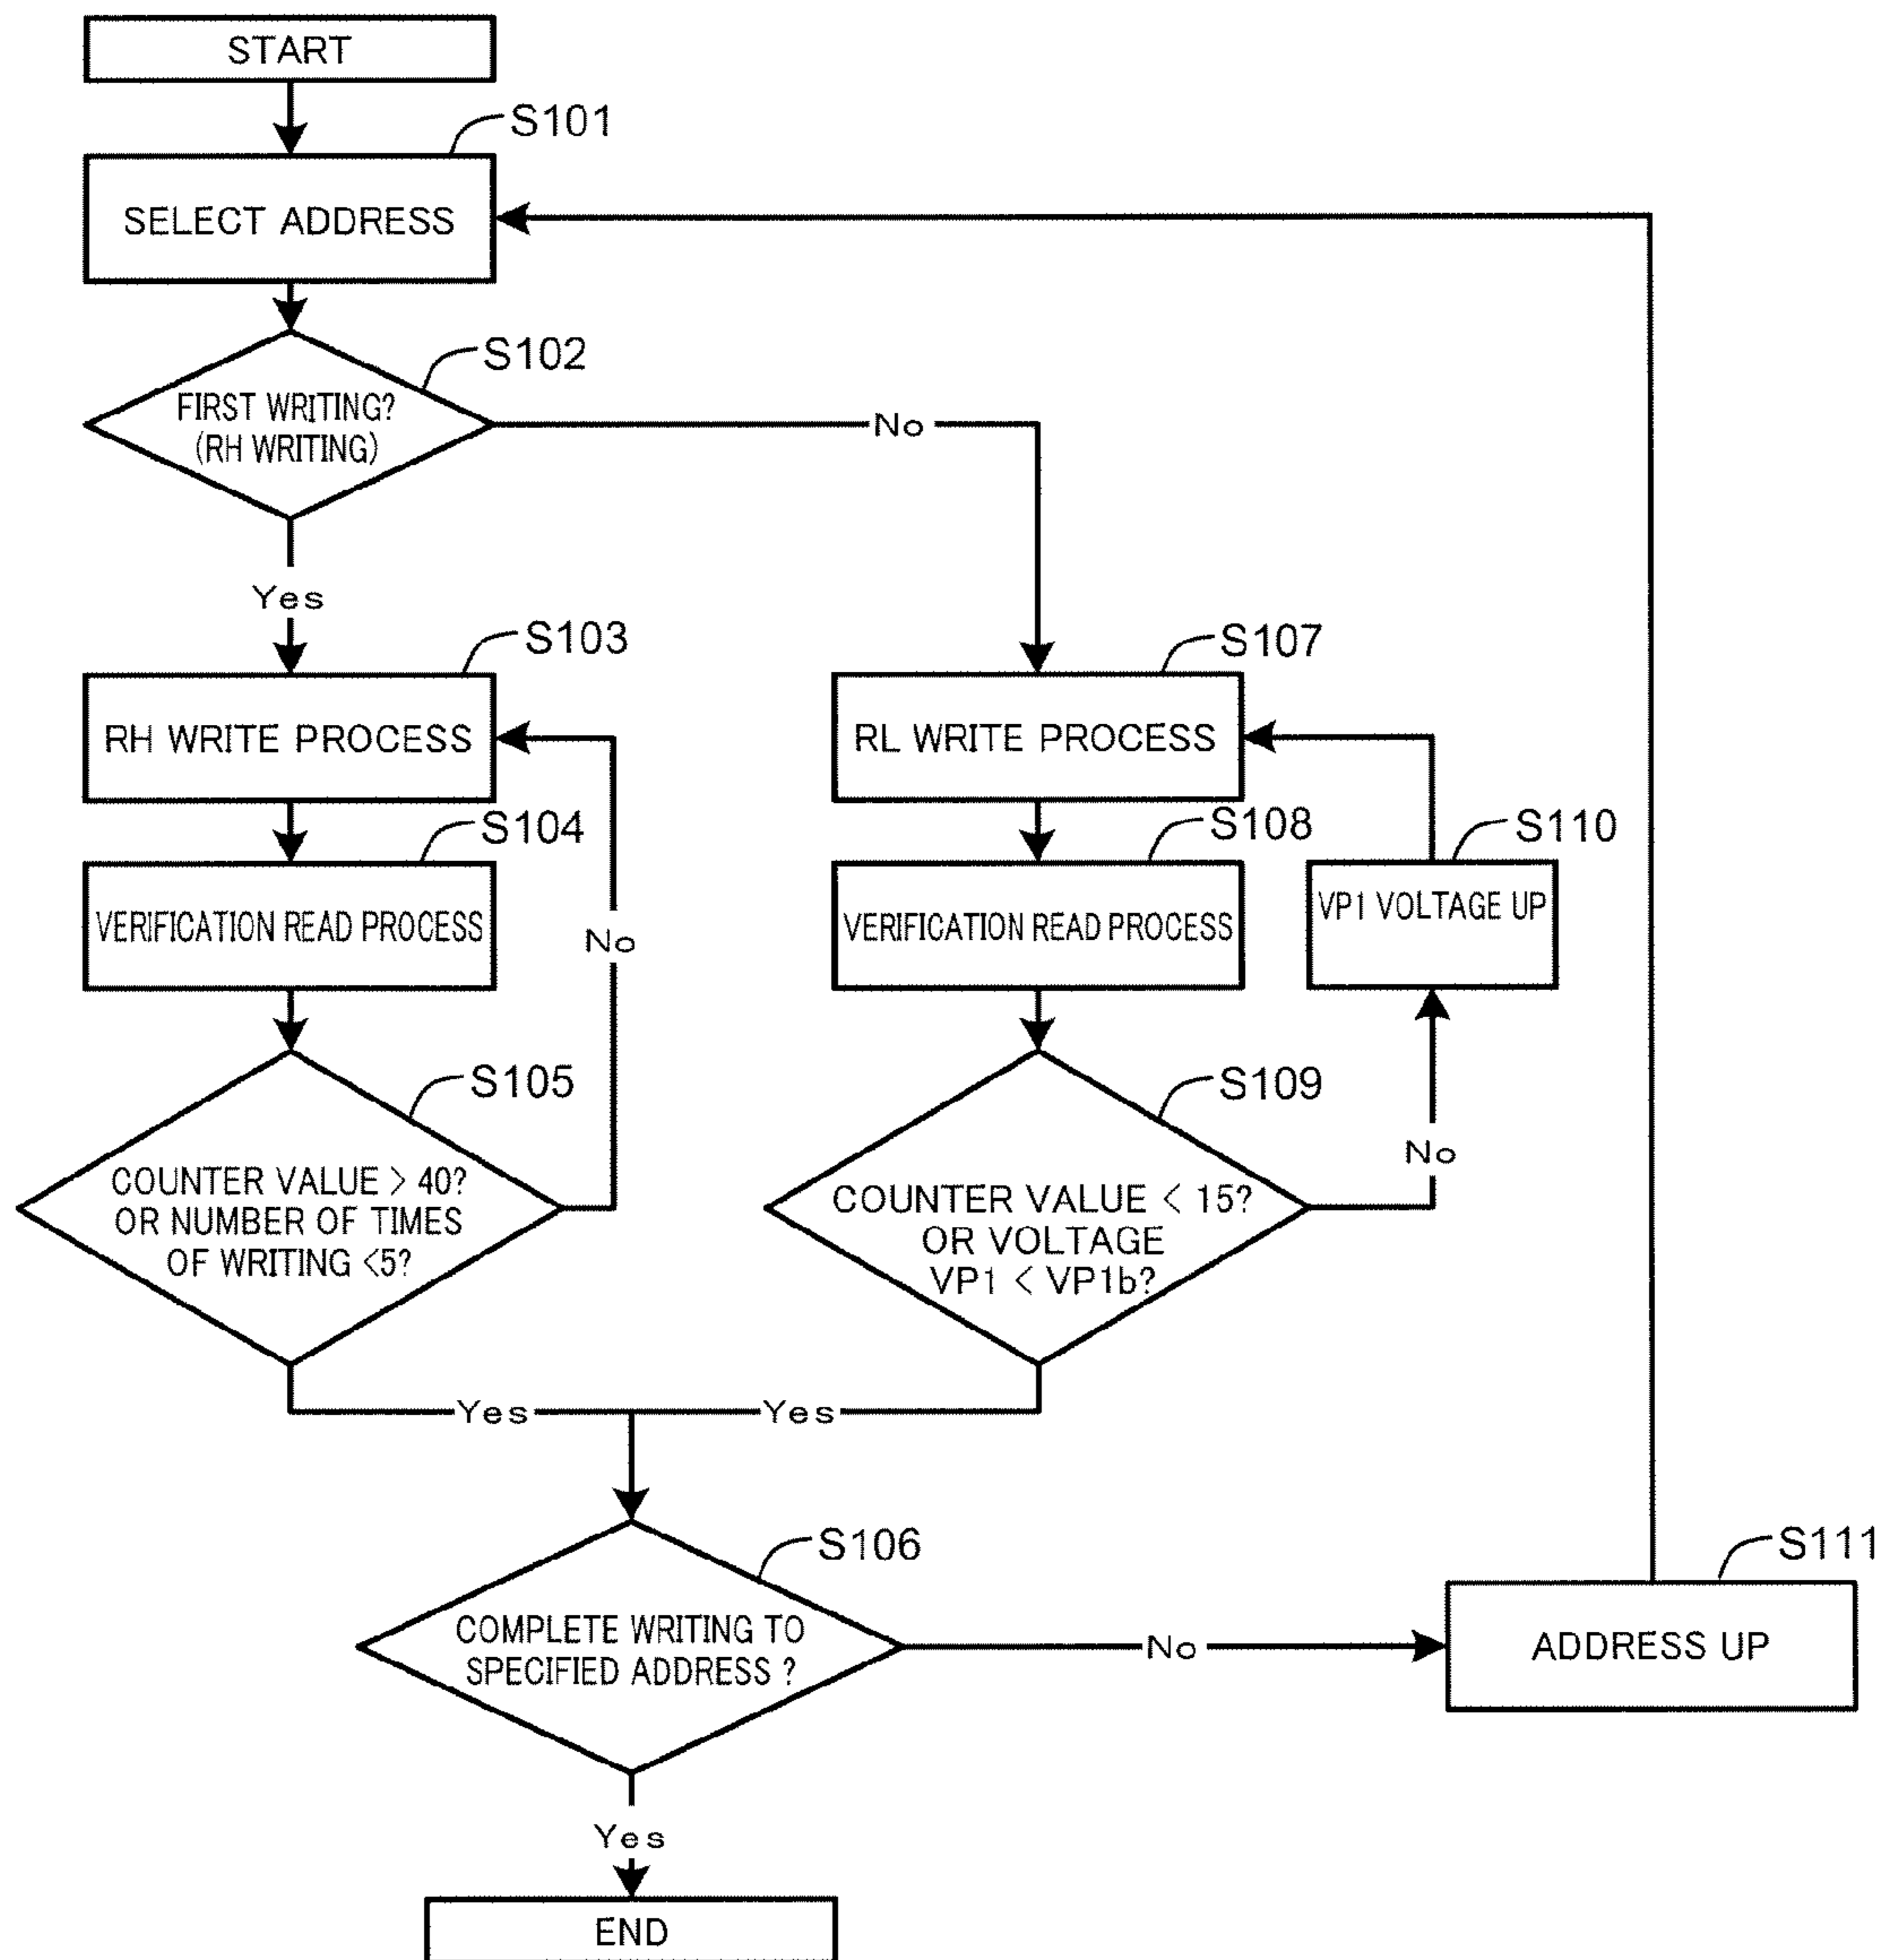 START
S101
SELECT ADDRESS
S102
FIRST WRITING?
(RH WRITING)
No
Yes
S103
RH WRITE PROCESS
S107
RL WRITE PROCESS
S104
VERIFICATION READ PROCESS
No
S108
VERIFICATION READ PROCESS
S110
VP1 VOLTAGE UP
S105
COUNTER VALUE > 40?
OR NUMBER OF TIMES
OF WRITING <5?
S109
COUNTER VALUE < 15?
OR VOLTAGE
VP1 < VP1b?
No
Yes
Yes
S106
COMPLETE WRITING TO
SPECIFIED ADDRESS ?
No
S111
ADDRESS UP
Yes
END